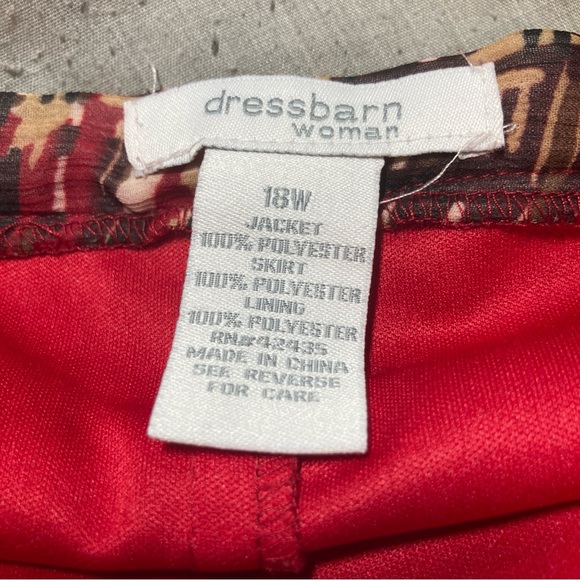 dressbarn
woman
18W
JACKET
100% POLYESTER
SKIRT
100% POLYESTER
LINING
100% POLYESTER
RN#42435
MADE IN CHINA
SEE REVERSE
FOR CARE